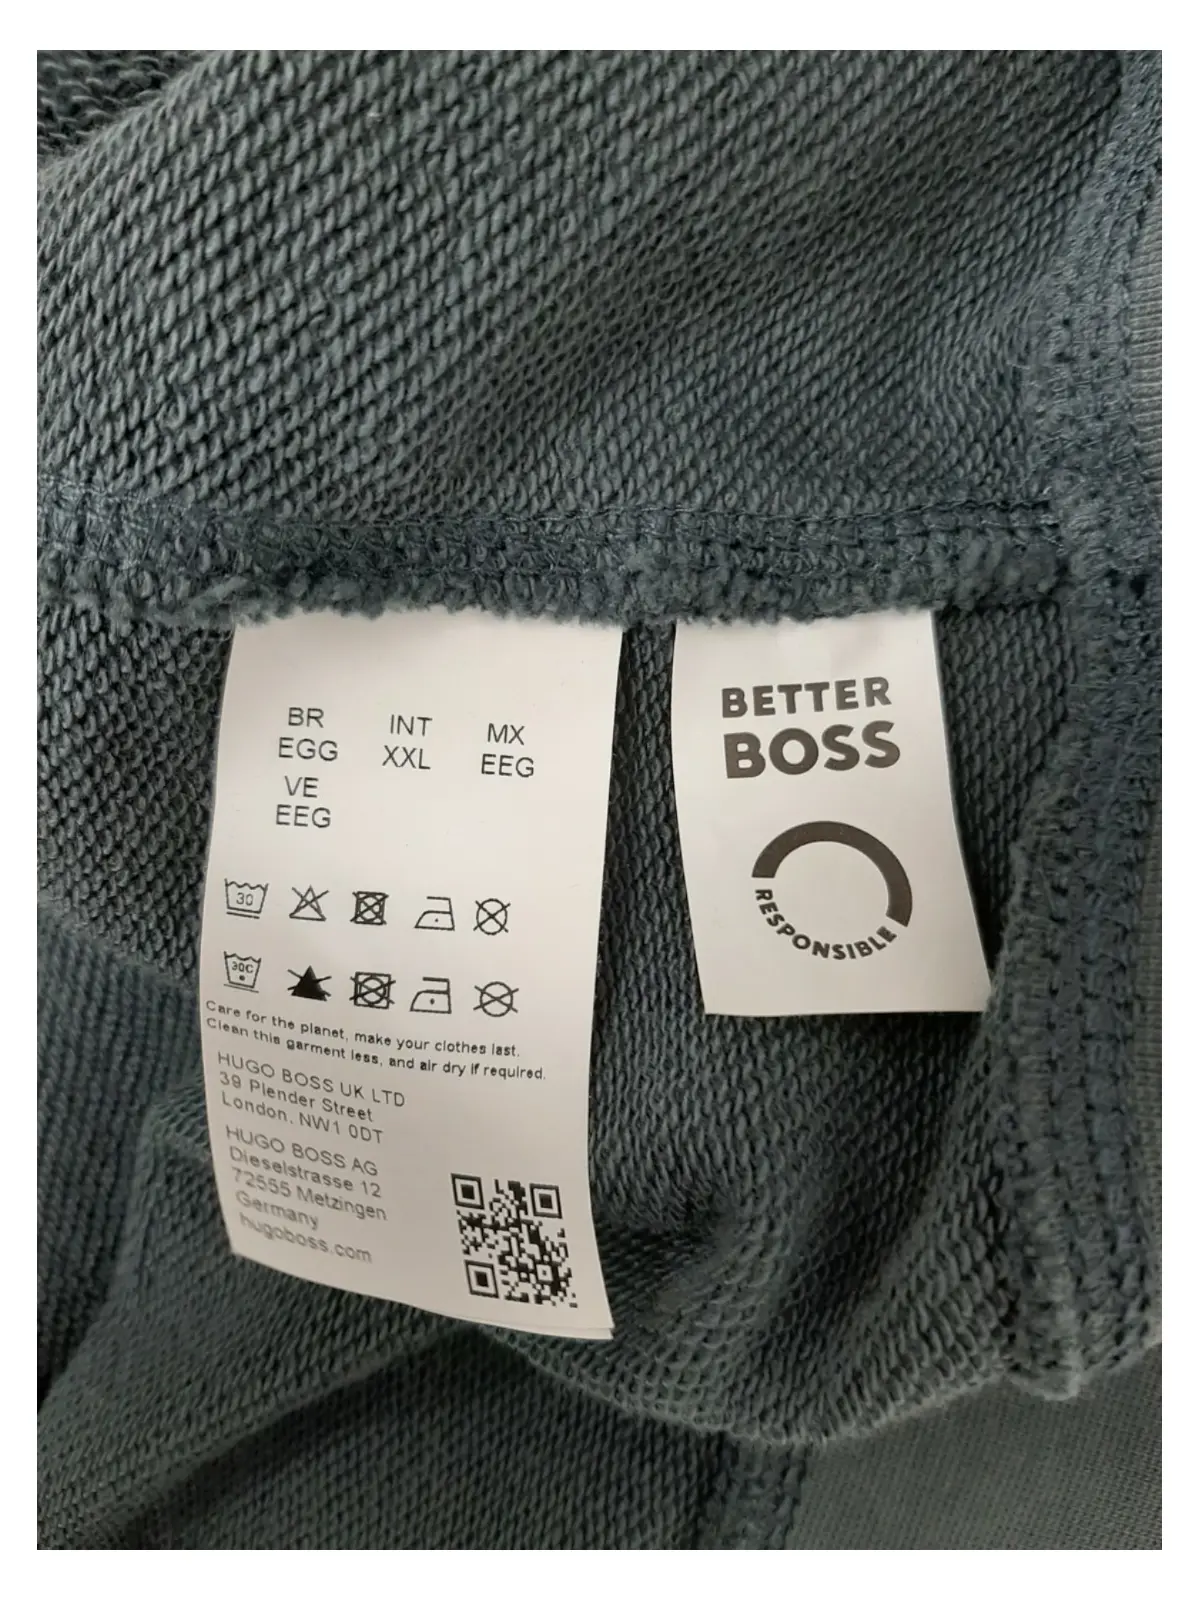 BR INT MX
EGG XXL EEG
VE
EEG
30
30C
Care for the planet, make your clothes last.
Clean this garment less, and air dry if required.
HUGO BOSS UK LTD
39 Plender Street
London, NW1 0DT
HUGO BOSS AG
Dieselstrasse 12
72555 Metzingen
Germany
hugoboss.com
BETTER
BOSS
RESPONSIBLE